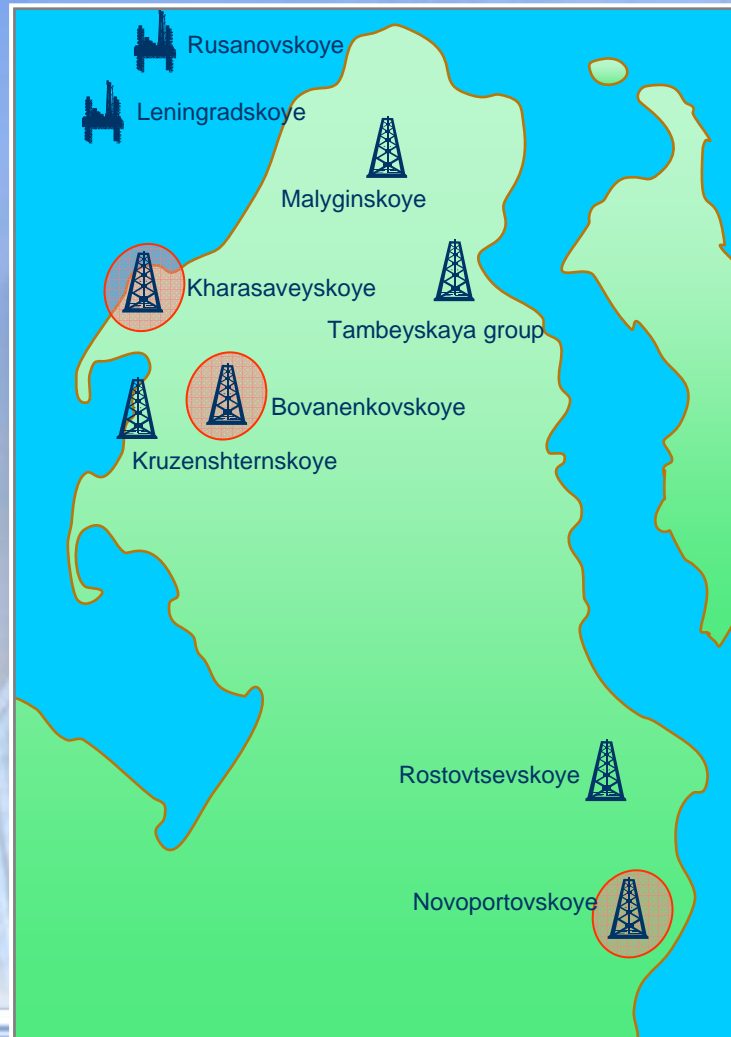 Rusanovskoye
Leningradskoye
Malyginskoye
Kharasaveyskoye
Tambeyskaya group
Bovanenkovskoye
Kruzenshternskoye
Rostovtsevskoye
Novoportovskoye